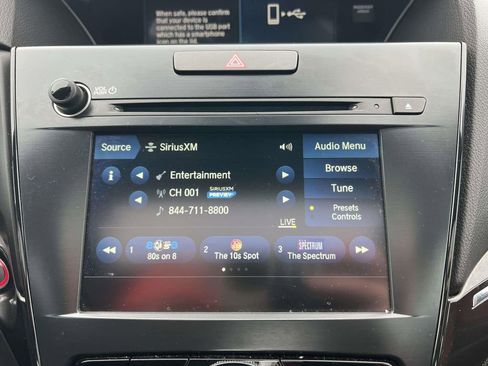 When safe, please confirm
that your device is
connected to the USB port
which has a smartphone
icon on the lid.
VOL
PUSH
Source
SiriusXM
Audio Menu
Entertainment
Browse
CH 001
SIRIUSXM
PREVIEW
Tune
844-711-8800
LIVE
Presets
Controls
1
80s on 8
2
The 10s Spot
3
SPECTRUM
The Spectrum